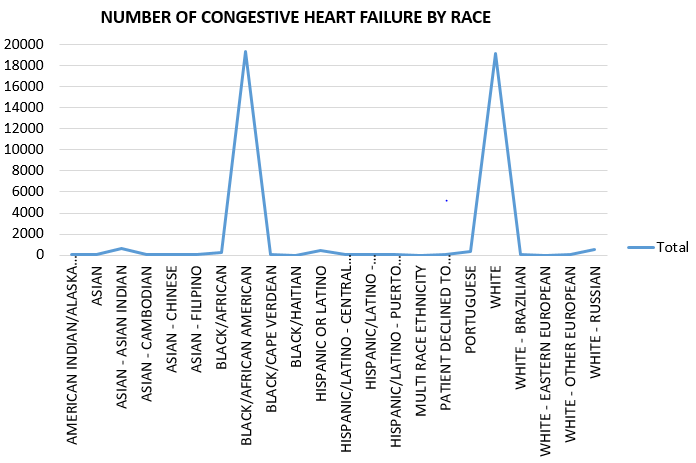 NUMBER OF CONGESTIVE HEART FAILURE BY RACE
20000
18000
16000
14000
12000
10000
8000
6000
4000
2000
0
AMERICAN INDIAN/ALASKA...
ASIAN
ASIAN - ASIAN INDIAN
ASIAN - CAMBODIAN
ASIAN - CHINESE
ASIAN - FILIPINO
BLACK/AFRICAN
BLACK/AFRICAN AMERICAN
BLACK/CAPE VERDEAN
BLACK/HAITIAN
HISPANIC OR LATINO
HISPANIC/LATINO - CENTRAL...
HISPANIC/LATINO -...
HISPANIC/LATINO - PUERTO...
MULTI RACE ETHNICITY
PATIENT DECLINED TO...
PORTUGUESE
WHITE
WHITE - BRAZILIAN
WHITE - EASTERN EUROPEAN
WHITE - OTHER EUROPEAN
WHITE - RUSSIAN
Total